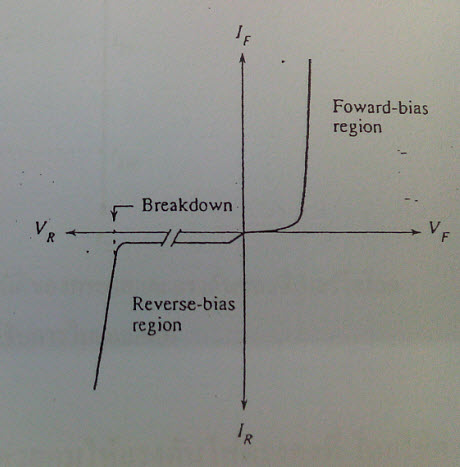 I_F
Foward-bias
region
Breakdown
V_R
V_F
Reverse-bias
region
I_R